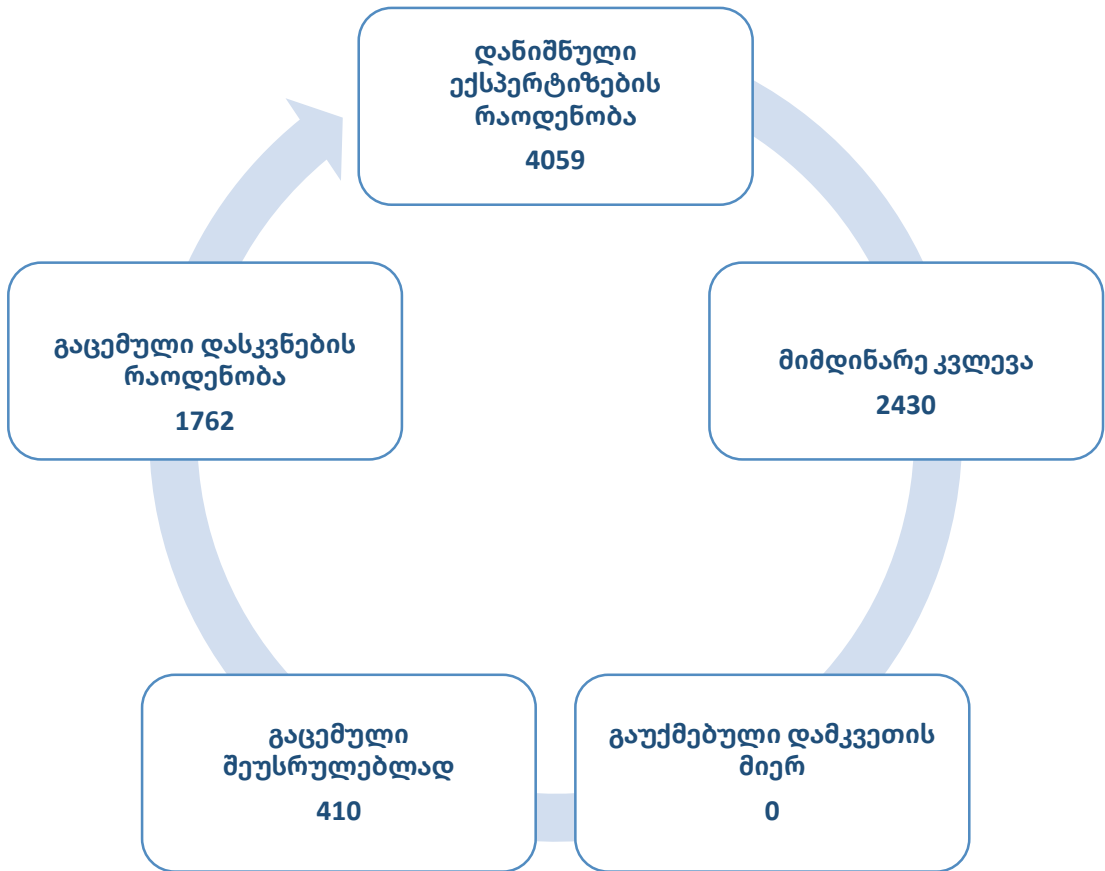 დანიშნული
ექსპერტიზების
რაოდენობა
4059
მიმდინარე კვლევა
2430
გაუქმებული დამკვეთის
მიერ
0
გაცემული
შეუსრულებლად
410
გაცემული დასკვნების
რაოდენობა
1762